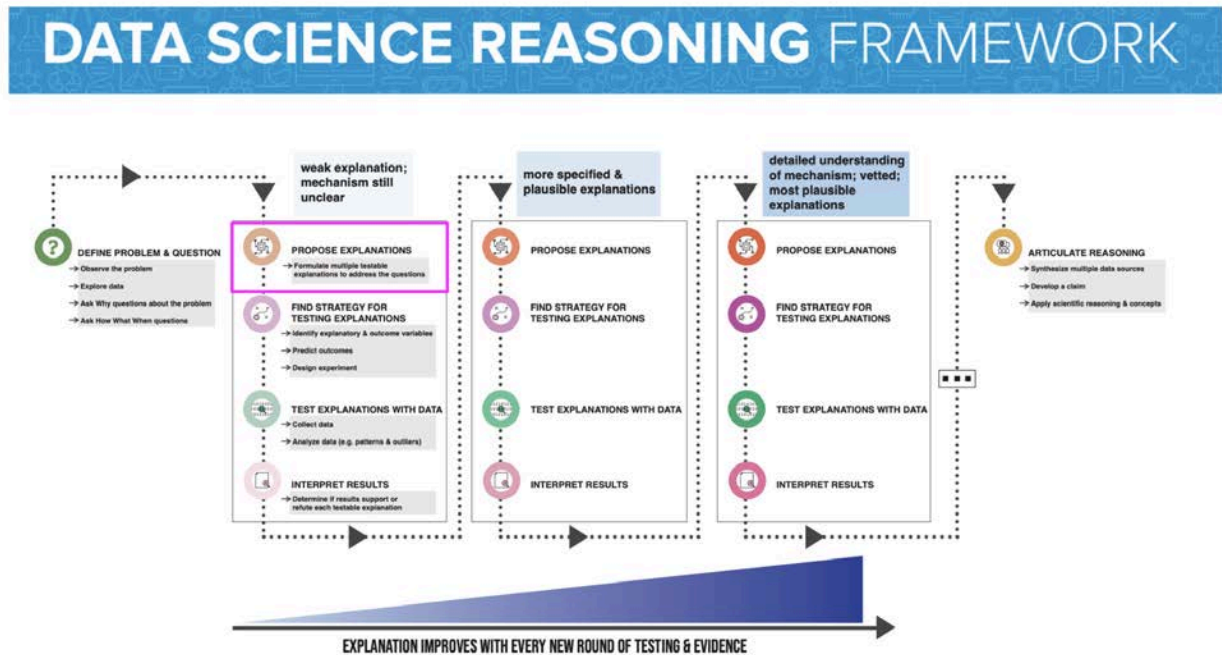 DATA SCIENCE REASONING FRAMEWORK
DEFINE PROBLEM & QUESTION
→ Observe the problem
→ Explore data
→ Ask Why questions about the problem
→ Ask How What When questions
weak explanation;
mechanism still
unclear
PROPOSE EXPLANATIONS
→ Formulate multiple testable
explanations to address the questions
FIND STRATEGY FOR
TESTING EXPLANATIONS
→ Identify explanatory & outcome variables
→ Predict outcomes
→ Design experiment
TEST EXPLANATIONS WITH DATA
→ Collect data
→ Analyze data (e.g. patterns & outliers)
INTERPRET RESULTS
→ Determine if results support or
refute each testable explanation
more specified &
plausible explanations
PROPOSE EXPLANATIONS
FIND STRATEGY FOR
TESTING EXPLANATIONS
TEST EXPLANATIONS WITH DATA
INTERPRET RESULTS
detailed understanding
of mechanism; vetted;
most plausible
explanations
PROPOSE EXPLANATIONS
FIND STRATEGY FOR
TESTING EXPLANATIONS
TEST EXPLANATIONS WITH DATA
INTERPRET RESULTS
ARTICULATE REASONING
→ Synthesize multiple data sources
→ Develop a claim
→ Apply scientific reasoning & concepts
EXPLANATION IMPROVES WITH EVERY NEW ROUND OF TESTING & EVIDENCE